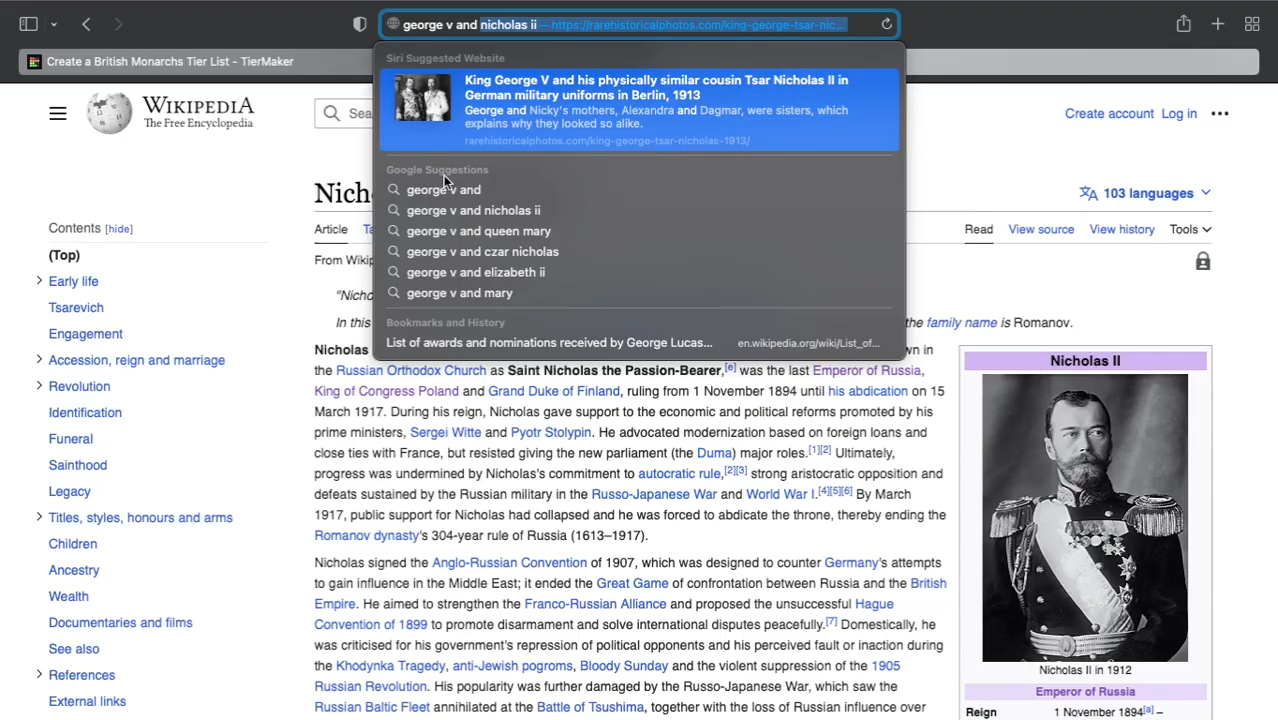 george v and nicholas ii — https://rarehistoricalphotos.com/king-george-tsar-nic...
Create a British Monarchs Tier List - TierMaker
Siri Suggested Website
King George V and his physically similar cousin Tsar Nicholas II in
German military uniforms in Berlin, 1913
George and Nicky's mothers, Alexandra and Dagmar, were sisters, which
explains why they looked so alike.
rarehistoricalphotos.com/king-george-tsar-nicholas-1913/
Google Suggestions
george v and
george v and nicholas ii
george v and queen mary
george v and czar nicholas
george v and elizabeth ii
george v and mary
Bookmarks and History
List of awards and nominations received by George Lucas... en.wikipedia.org/wiki/List_of...
WIKIPEDIA
The Free Encyclopedia
Sea
Create account Log in
Nich
103 languages
Contents [hide]
(Top)
Early life
Tsarevich
Engagement
Accession, reign and marriage
Revolution
Abdication
Funeral
Sainthood
Legacy
Titles, styles, honours and arms
Children
Ancestry
Wealth
Documentaries and films
See also
References
External links
Article Ta Read View source View history Tools
From Wikip
"Nicho
In this the family name is Romanov.
Nicholas wn in
the Russian Orthodox Church as Saint Nicholas the Passion-Bearer,[e] was the last Emperor of Russia,
King of Congress Poland and Grand Duke of Finland, ruling from 1 November 1894 until his abdication on 15
March 1917. During his reign, Nicholas gave support to the economic and political reforms promoted by his
prime ministers, Sergei Witte and Pyotr Stolypin. He advocated modernization based on foreign loans and
close ties with France, but resisted giving the new parliament (the Duma) major roles.[1][2] Ultimately,
progress was undermined by Nicholas's commitment to autocratic rule,[2][3] strong aristocratic opposition and
defeats sustained by the Russian military in the Russo-Japanese War and World War I.[4][5][6] By March
1917, public support for Nicholas had collapsed and he was forced to abdicate the throne, thereby ending the
Romanov dynasty's 304-year rule of Russia (1613–1917).
Nicholas signed the Anglo-Russian Convention of 1907, which was designed to counter Germany's attempts
to gain influence in the Middle East; it ended the Great Game of confrontation between Russia and the British
Empire. He aimed to strengthen the Franco-Russian Alliance and proposed the unsuccessful Hague
Convention of 1899 to promote disarmament and solve international disputes peacefully.[7] Domestically, he
was criticised for his government's repression of political opponents and his perceived fault or inaction during
the Khodynka Tragedy, anti-Jewish pogroms, Bloody Sunday and the violent suppression of the 1905
Russian Revolution. His popularity was further damaged by the Russo-Japanese War, which saw the
Russian Baltic Fleet annihilated at the Battle of Tsushima, together with the loss of Russian influence over
Nicholas II
Nicholas II in 1912
Emperor of Russia
Reign 1 November 1894[a] –